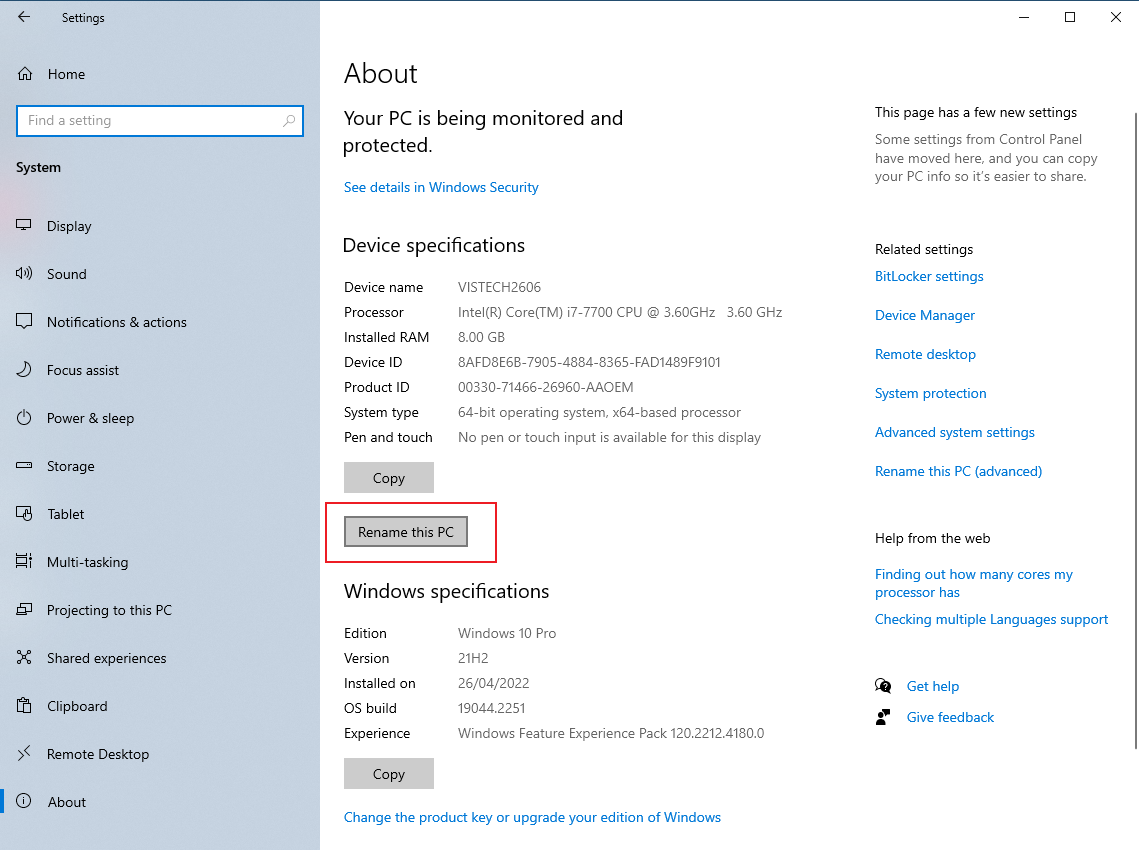 Settings
Home
Find a setting
System
Display
Sound
Notifications & actions
Focus assist
Power & sleep
Storage
Tablet
Multi-tasking
Projecting to this PC
Shared experiences
Clipboard
Remote Desktop
About
About
Your PC is being monitored and
protected.
See details in Windows Security
Device specifications
Device name VISTECH2606
Processor Intel(R) Core(TM) i7-7700 CPU @ 3.60GHz 3.60 GHz
Installed RAM 8.00 GB
Device ID 8AFD8E6B-7905-4884-8365-FAD1489F9101
Product ID 00330-71466-26960-AAOEM
System type 64-bit operating system, x64-based processor
Pen and touch No pen or touch input is available for this display
Copy
Rename this PC
Windows specifications
Edition Windows 10 Pro
Version 21H2
Installed on 26/04/2022
OS build 19044.2251
Experience Windows Feature Experience Pack 120.2212.4180.0
Copy
Change the product key or upgrade your edition of Windows
This page has a few new settings
Some settings from Control Panel
have moved here, and you can copy
your PC info so it's easier to share.
Related settings
BitLocker settings
Device Manager
Remote desktop
System protection
Advanced system settings
Rename this PC (advanced)
Help from the web
Finding out how many cores my
processor has
Checking multiple Languages support
Get help
Give feedback